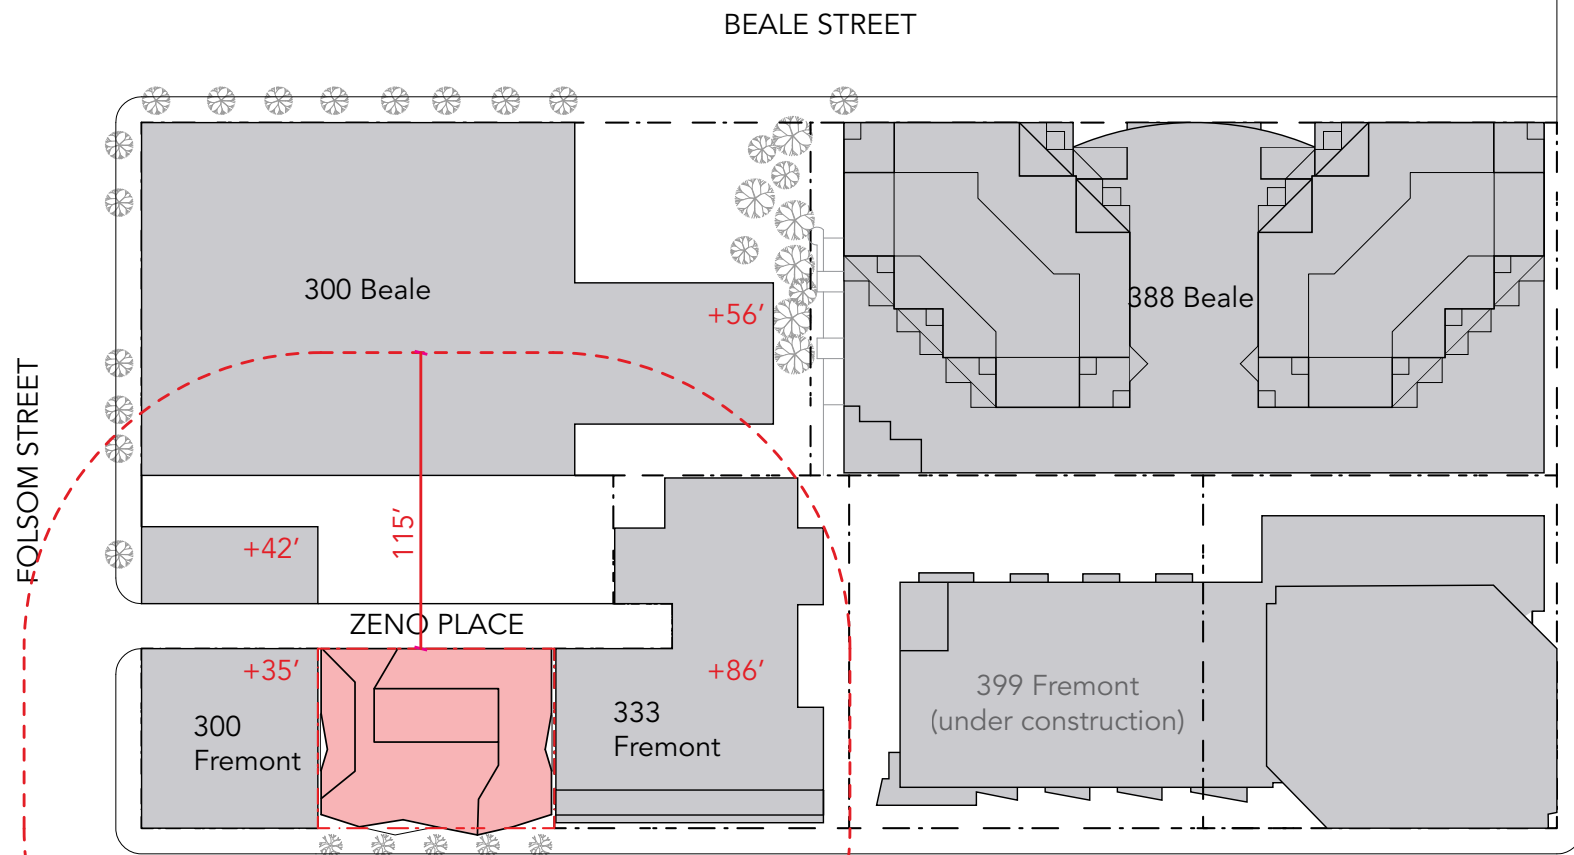 BEALE STREET
300 Beale
+56’
388 Beale
FOLSOM STREET
115’
+42’
ZENO PLACE
+35’
+86’
300
Fremont
333
Fremont
399 Fremont
(under construction)